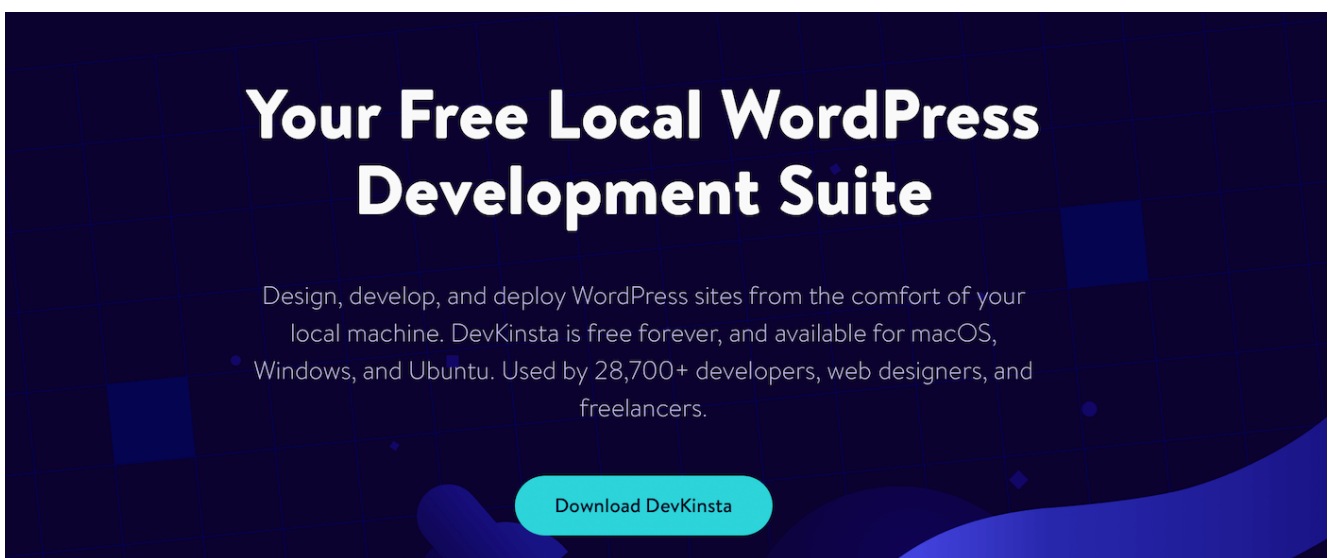 Your Free Local WordPress
Development Suite
Design, develop, and deploy WordPress sites from the comfort of your
local machine. DevKinsta is free forever, and available for macOS,
Windows, and Ubuntu. Used by 28,700+ developers, web designers, and
freelancers.
Download DevKinsta